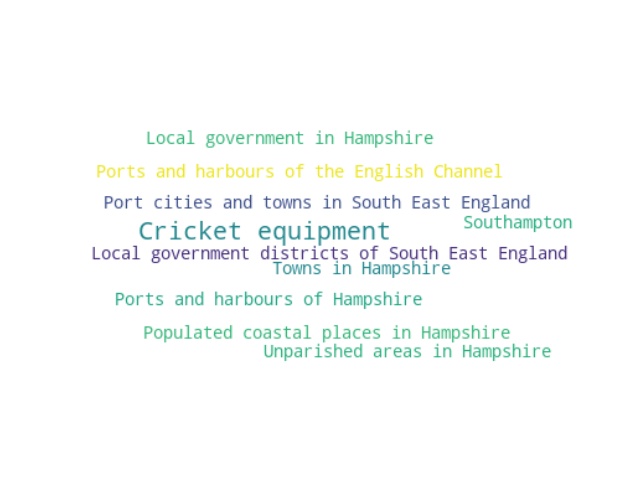 Local government in Hampshire
Ports and harbours of the English Channel
Port cities and towns in South East England
Southampton
Cricket equipment
Local government districts of South East England
Towns in Hampshire
Ports and harbours of Hampshire
Populated coastal places in Hampshire
Unparished areas in Hampshire